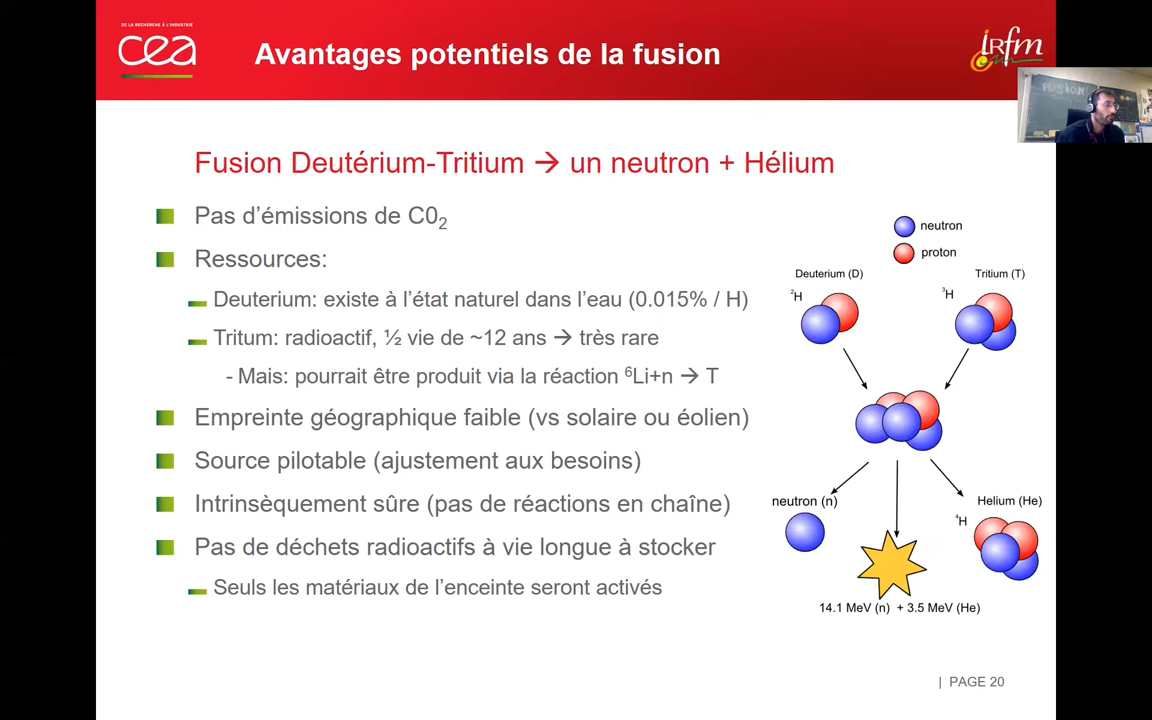 DE LA RECHERCHE À L'INDUSTRIE
cea
Avantages potentiels de la fusion
iRfm
FUSION
Fusion Deutérium-Tritium → un neutron + Hélium
Pas d'émissions de C0₂
Ressources:
Deuterium: existe à l'état naturel dans l'eau (0.015% / H)
Tritum: radioactif, ½ vie de ~12 ans → très rare
- Mais: pourrait être produit via la réaction ⁶Li+n → T
Empreinte géographique faible (vs solaire ou éolien)
Source pilotable (ajustement aux besoins)
Intrinsèquement sûre (pas de réactions en chaîne)
Pas de déchets radioactifs à vie longue à stocker
Seuls les matériaux de l'enceinte seront activés
neutron
proton
Deuterium (D)
Tritium (T)
²H
³H
neutron (n)
Helium (He)
⁴H
14.1 MeV (n) + 3.5 MeV (He)
| PAGE 20